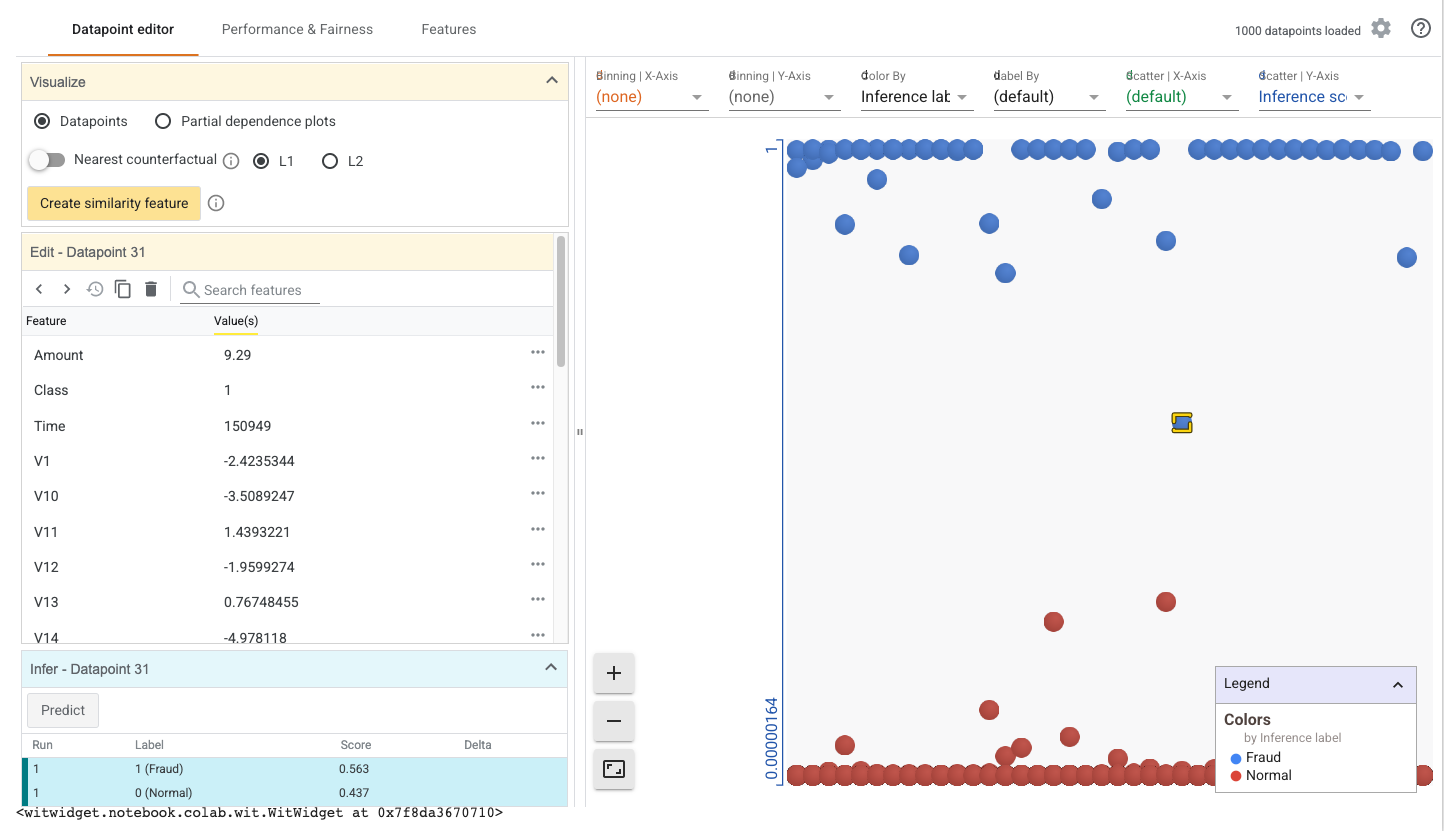 Datapoint editor
Performance & Fairness
Features
1000 datapoints loaded
Visualize
Datapoints
Partial dependence plots
Nearest counterfactual
L1
L2
Create similarity feature
Edit - Datapoint 31
Search features
Feature
Value(s)
Amount 9.29
Class 1
Time 150949
V1 -2.4235344
V10 -3.5089247
V11 1.4393221
V12 -1.9599274
V13 0.76748455
V14 -4.978118
Infer - Datapoint 31
Predict
Run Label Score Delta
1 1 (Fraud) 0.563
1 0 (Normal) 0.437
<witwidget.notebook.colab.wit.WitWidget at 0x7f8da3670710>
Binning | X-Axis
(none)
Binning | Y-Axis
(none)
Color By
Inference lab
Label By
(default)
Scatter | X-Axis
(default)
Scatter | Y-Axis
Inference sc
1
0.00000164
Legend
Colors
by Inference label
Fraud
Normal